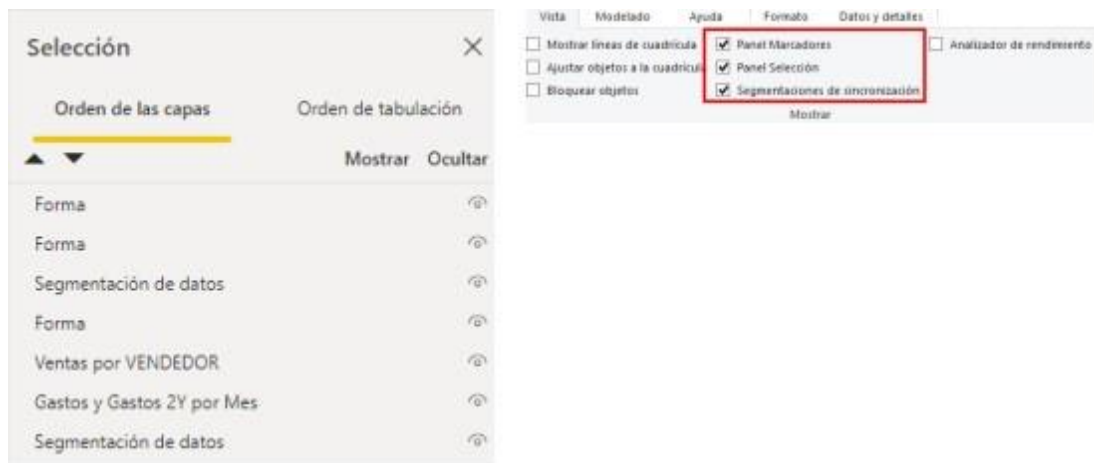 Selección
Orden de las capas Orden de tabulación
Mostrar Ocultar
Forma
Forma
Segmentación de datos
Forma
Ventas por VENDEDOR
Gastos y Gastos 2Y por Mes
Segmentación de datos
Vista Modelado Ayuda Formato Datos y detalles
Mostrar líneas de cuadrícula Panel Marcadores Analizador de rendimiento
Ajustar objetos a la cuadrícula Panel Selección
Bloquear objetos Segmentaciones de sincronización
Mostrar